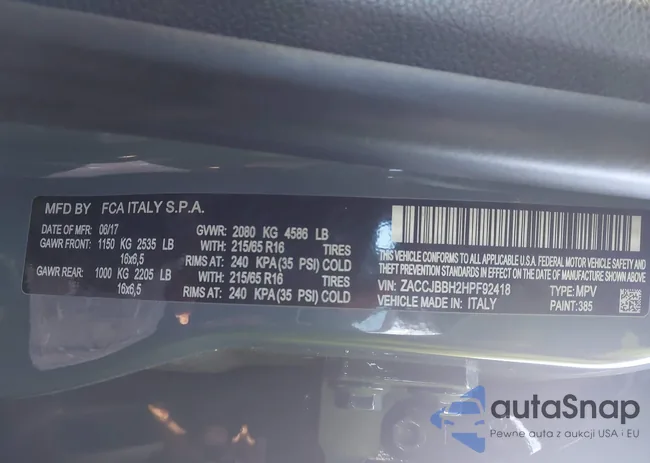 MFD BY FCA ITALY S.P.A.
DATE OF MFR 06/17
GAWR FRONT: 1150 KG 2535 LB
16x6,5
GAWR REAR: 1000 KG 2205 LB
16x6,5
GVWR: 2080 KG 4586 LB
WITH: 215/65 R16 TIRES
RIMS AT: 240 KPA (35 PSI) COLD
WITH: 215/65 R16 TIRES
RIMS AT: 240 KPA (35 PSI) COLD
THIS VEHICLE CONFORMS TO ALL APPLICABLE U.S.A. FEDERAL MOTOR VEHICLE SAFETY AND
THEFT PREVENTION STANDARDS IN EFFECT ON THE DATE OF MANUFACTURE SHOWN ABOVE.
VIN: ZACCJBBH2HPF92418 TYPE: MPV
VEHICLE MADE IN: ITALY PAINT: 385
autaSnap
Pewne auta z aukcji USA i EU